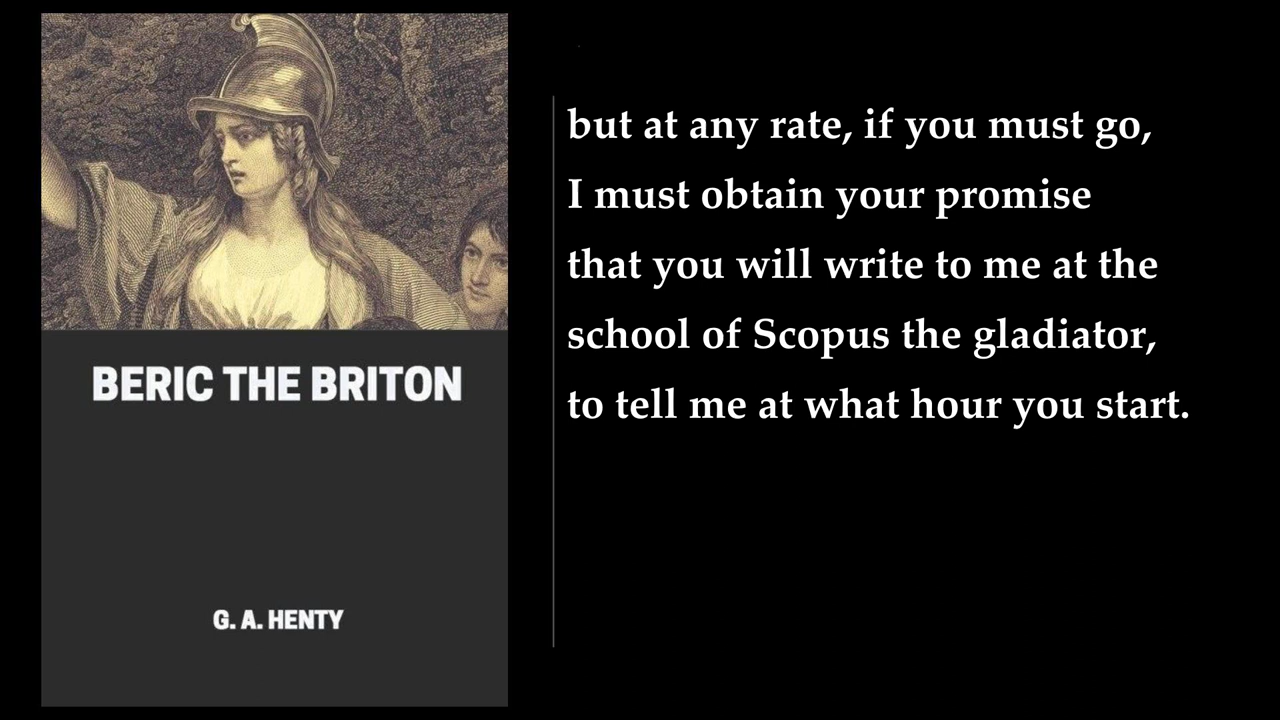 BERIC THE BRITON
G. A. HENTY
but at any rate, if you must go,
I must obtain your promise
that you will write to me at the
school of Scopus the gladiator,
to tell me at what hour you start.